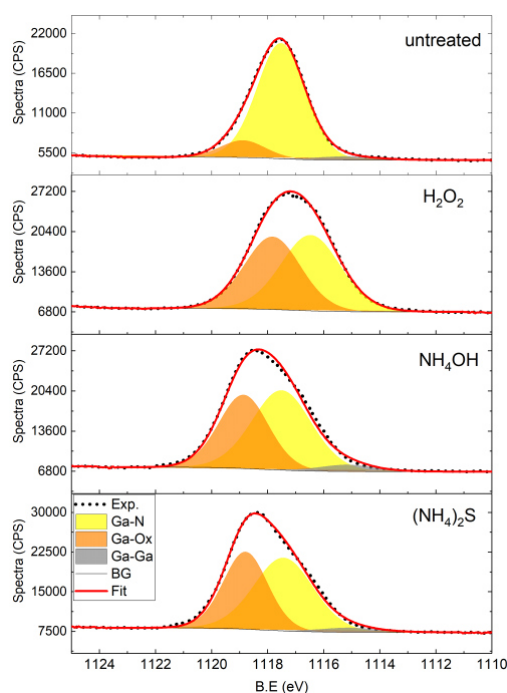 untreated
Spectra (CPS)
22000
16500
11000
5500
H₂O₂
Spectra (CPS)
27200
20400
13600
6800
NH₄OH
Spectra (CPS)
27200
20400
13600
6800
(NH₄)₂S
Spectra (CPS)
30000
22500
15000
7500
Exp.
Ga-N
Ga-Ox
Ga-Ga
BG
Fit
1124 1122 1120 1118 1116 1114 1112 1110
B.E (eV)